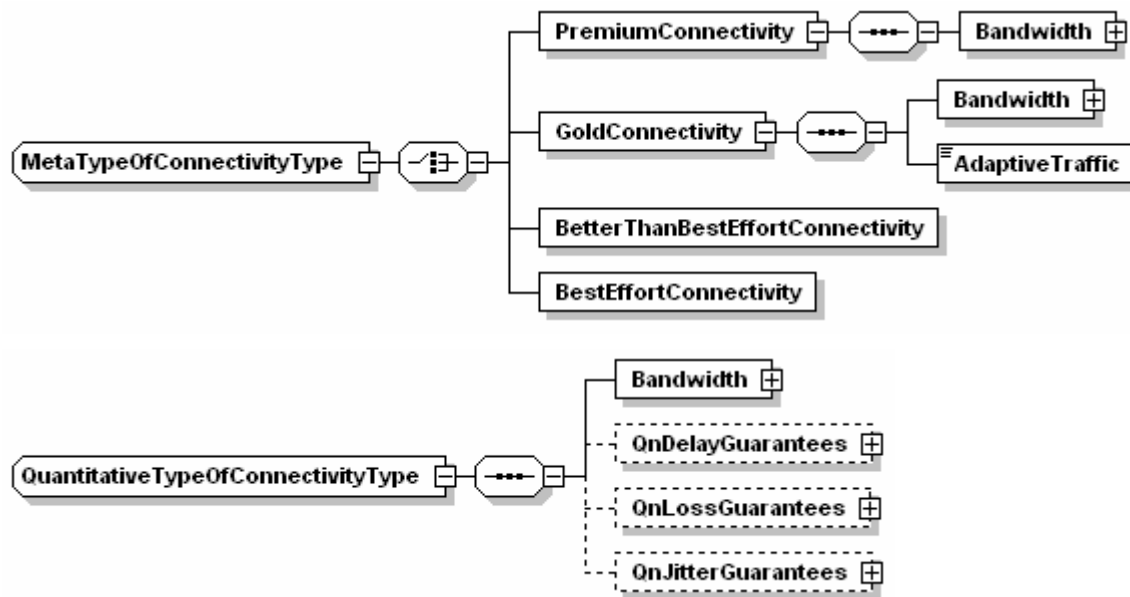 PremiumConnectivity
Bandwidth
Bandwidth
GoldConnectivity
MetaTypeOfConnectivityType
AdaptiveTraffic
BetterThanBestEffortConnectivity
BestEffortConnectivity
Bandwidth
QnDelayGuarantees
QuantitativeTypeOfConnectivityType
QnLossGuarantees
QnJitterGuarantees